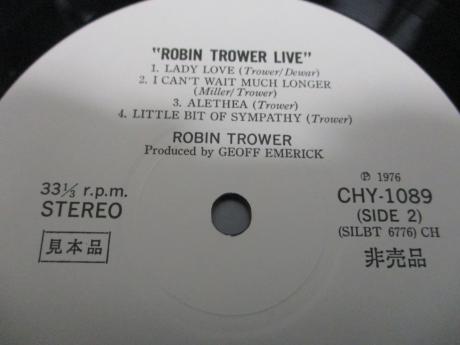 "ROBIN TROWER LIVE"
1. LADY LOVE (Trower/Dewar)
2. I CAN'T WAIT MUCH LONGER
(Miller/Trower)
3. ALETHEA (Trower)
4. LITTLE BIT OF SYMPATHY (Trower)
ROBIN TROWER
Produced by GEOFF EMERICK
33⅓ r.p.m.
STEREO
見本品
Ⓟ 1976
CHY-1089
(SIDE 2)
(SILBT 6776) CH
非売品